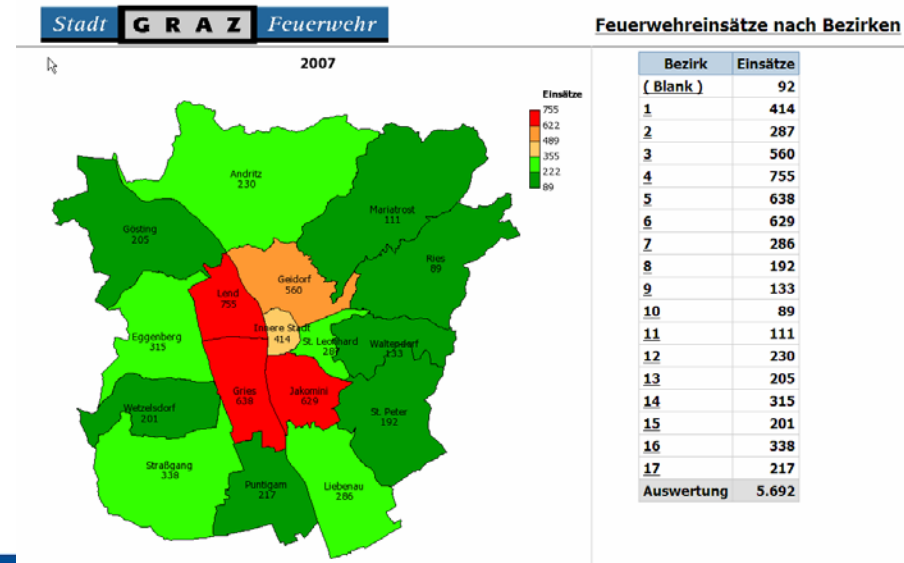 Stadt GRAZ Feuerwehr
Feuerwehreinsätze nach Bezirken
2007
Einsätze
755
622
489
355
222
89
Andritz
230
Mariatrost
111
Gösting
205
Ries
89
Geidorf
560
Lend
755
Innere Stadt
414
St. Leonhard
287
Waltendorf
133
Eggenberg
315
Gries
638
Jakomini
629
St. Peter
192
Wetzelsdorf
201
Straßgang
338
Puntigam
217
Liebenau
286
Bezirk Einsätze
( Blank ) 92
1 414
2 287
3 560
4 755
5 638
6 629
7 286
8 192
9 133
10 89
11 111
12 230
13 205
14 315
15 201
16 338
17 217
Auswertung 5.692